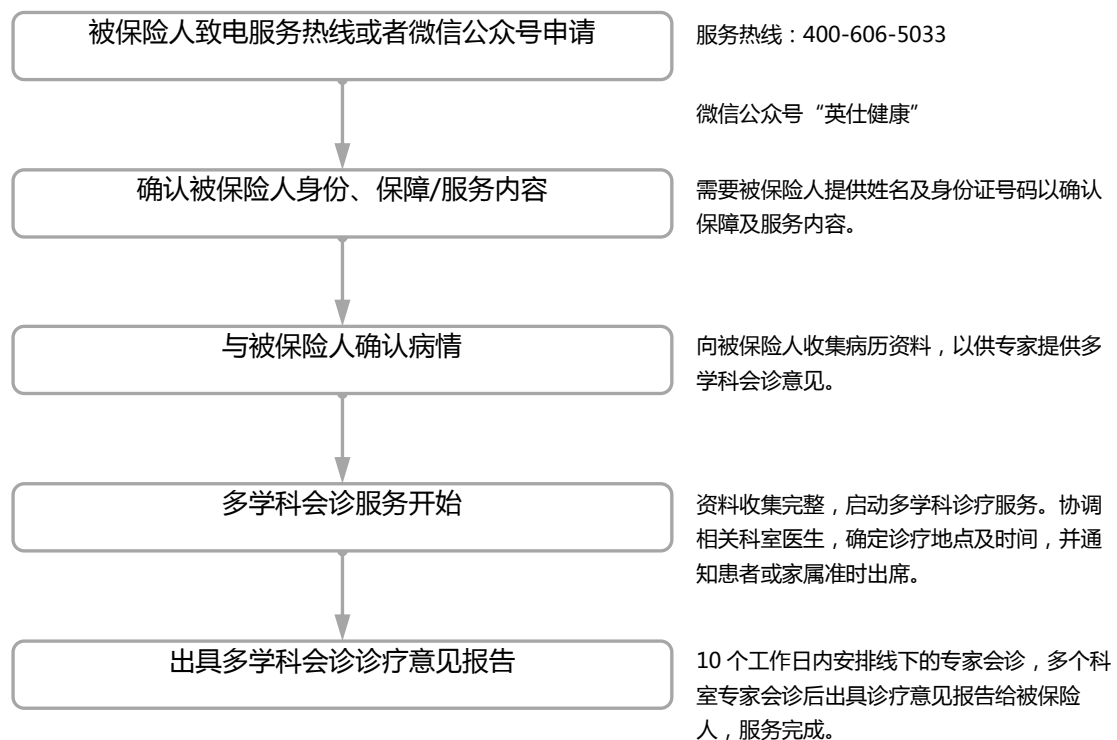 被保险人致电服务热线或者微信公众号申请
服务热线：400-606-5033
微信公众号“英仕健康”
确认被保险人身份、保障/服务内容
需要被保险人提供姓名及身份证号码以确认
保障及服务内容。
与被保险人确认病情
向被保险人收集病历资料，以供专家提供多
学科会诊意见。
多学科会诊服务开始
资料收集完整，启动多学科诊疗服务。协调
相关科室医生，确定诊疗地点及时间，并通
知患者或家属准时出席。
出具多学科会诊诊疗意见报告
10 个工作日内安排线下的专家会诊，多个科
室专家会诊后出具诊疗意见报告给被保险
人，服务完成。